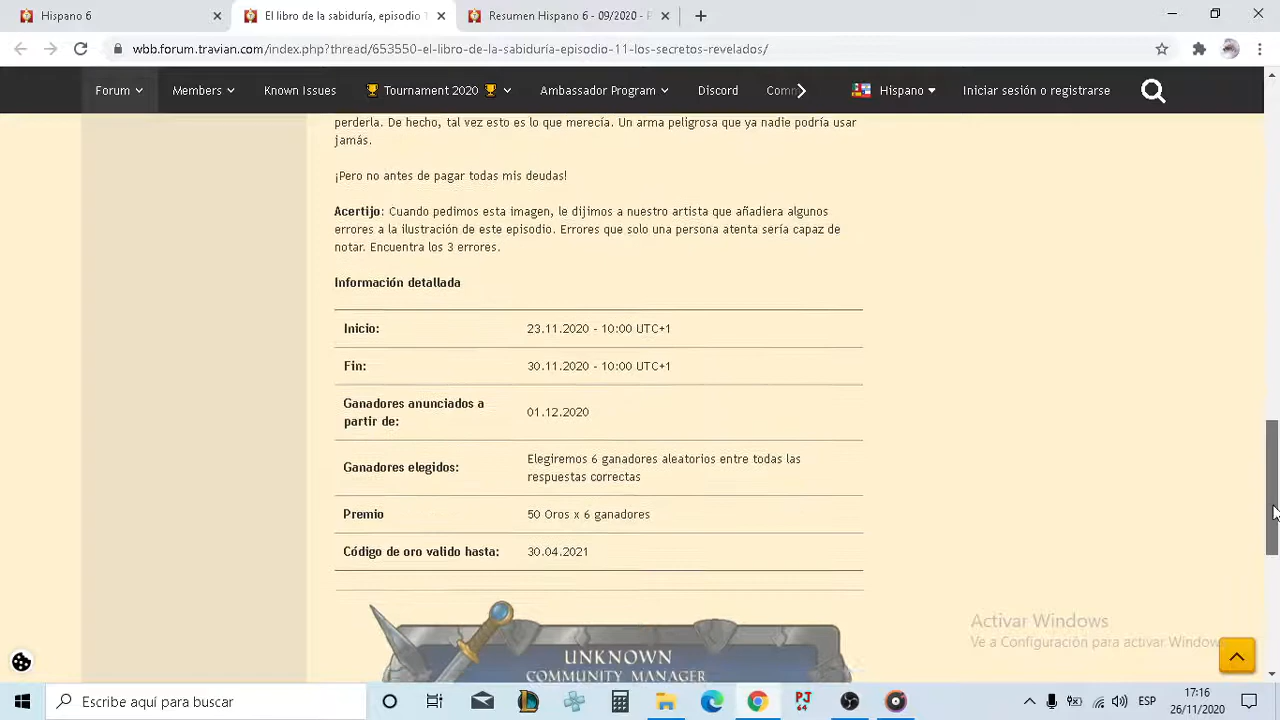 Hispano 6
El libro de la sabiduría, episodio
Resumen Hispano 6 - 09/2020 -
wbb.forum.travian.com/index.php?thread/653550-el-libro-de-la-sabiduria-episodio-11-los-secretos-revelados/
Forum Members Known Issues Tournament 2020 Ambassador Program Discord Hispano Iniciar sesión o registrarse
perderla. De hecho, tal vez esto es lo que merecía. Un arma peligrosa que ya nadie podría usar
jamás.
¡Pero no antes de pagar todas mis deudas!
Acertijo: Cuando pedimos esta imagen, le dijimos a nuestro artista que añadiera algunos
errores a la ilustración de este episodio. Errores que solo una persona atenta sería capaz de
notar. Encuentra los 3 errores.
Información detallada
Inicio: 23.11.2020 - 10:00 UTC+1
Fin: 30.11.2020 - 10:00 UTC+1
Ganadores anunciados a
partir de:
01.12.2020
Ganadores elegidos:
Elegiremos 6 ganadores aleatorios entre todas las
respuestas correctas
Premio 50 Oros x 6 ganadores
Código de oro valido hasta: 30.04.2021
UNKNOWN
COMMUNITY MANAGER
Activar Windows
Ve a Configuración para activar Window
Escribe aquí para buscar
PJ
64
ESP
17:16
26/11/2020